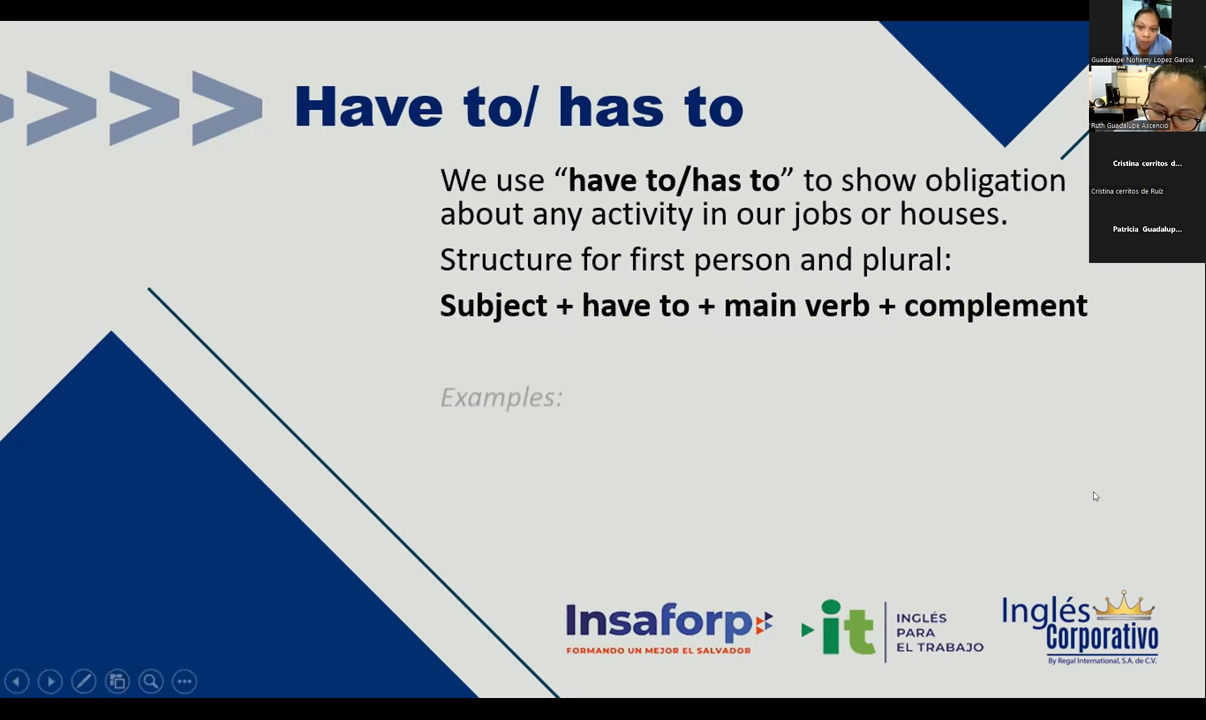 Have to/ has to
We use “have to/has to” to show obligation
about any activity in our jobs or houses.
Structure for first person and plural:
Subject + have to + main verb + complement
Examples:
Guadalupe Nohemy Lopez Garcia
Ruth Guadalupe Ascencio
Cristina cerritos d...
Cristina cerritos de Ruíz
Patricia Guadalup...
Insaforp
FORMANDO UN MEJOR EL SALVADOR
it
INGLÉS
PARA
EL TRABAJO
Inglés
Corporativo
By Regal International, S.A. de C.V.